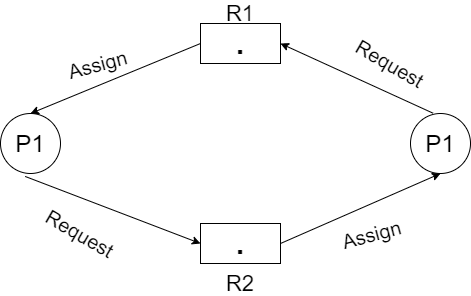 R1
Assign
Request
P1
P1
Request
Assign
R2